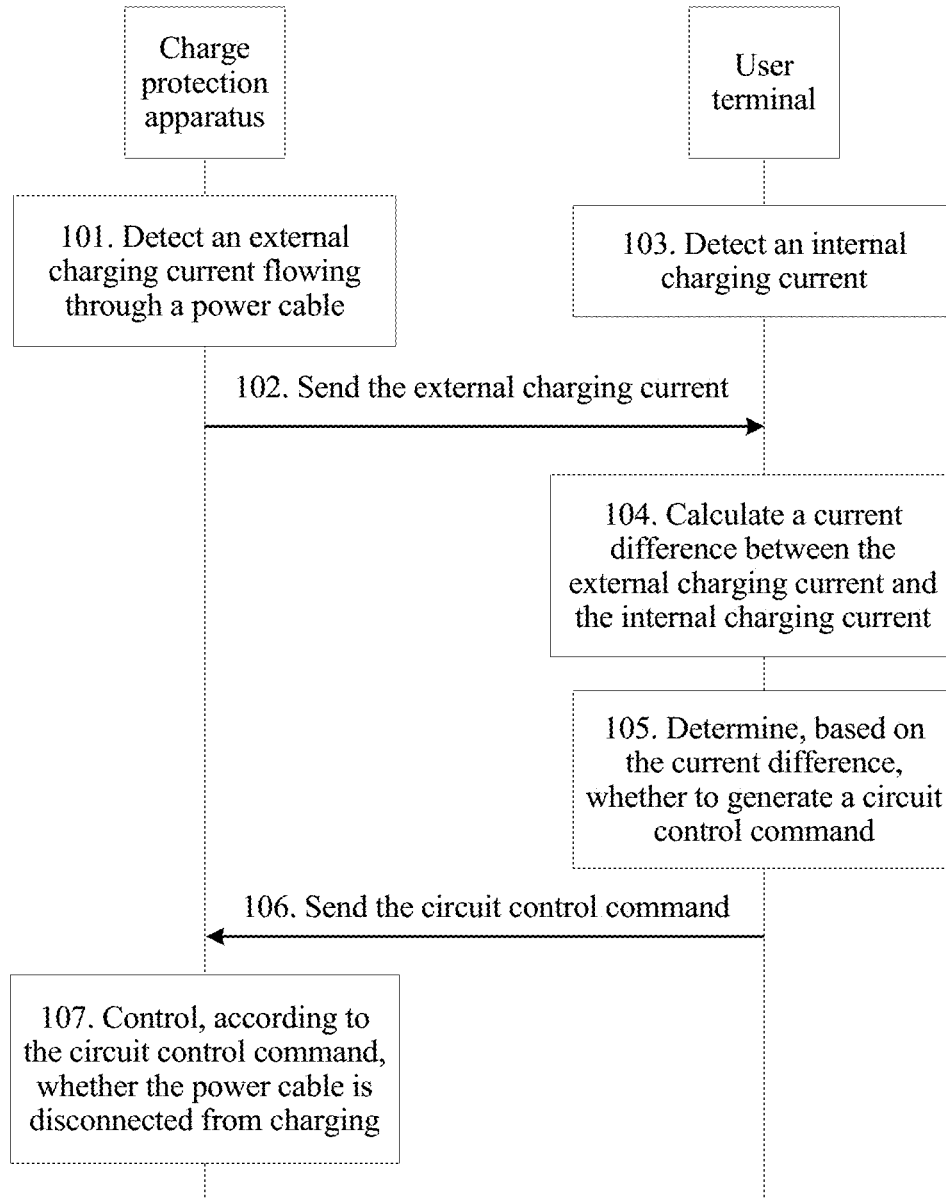 Charge
protection
apparatus
User
terminal
101. Detect an external
charging current flowing
through a power cable
103. Detect an internal
charging current
102. Send the external charging current
104. Calculate a current
difference between the
external charging current and
the internal charging current
105. Determine, based on
the current difference,
whether to generate a circuit
control command
106. Send the circuit control command
107. Control, according to
the circuit control command,
whether the power cable is
disconnected from charging